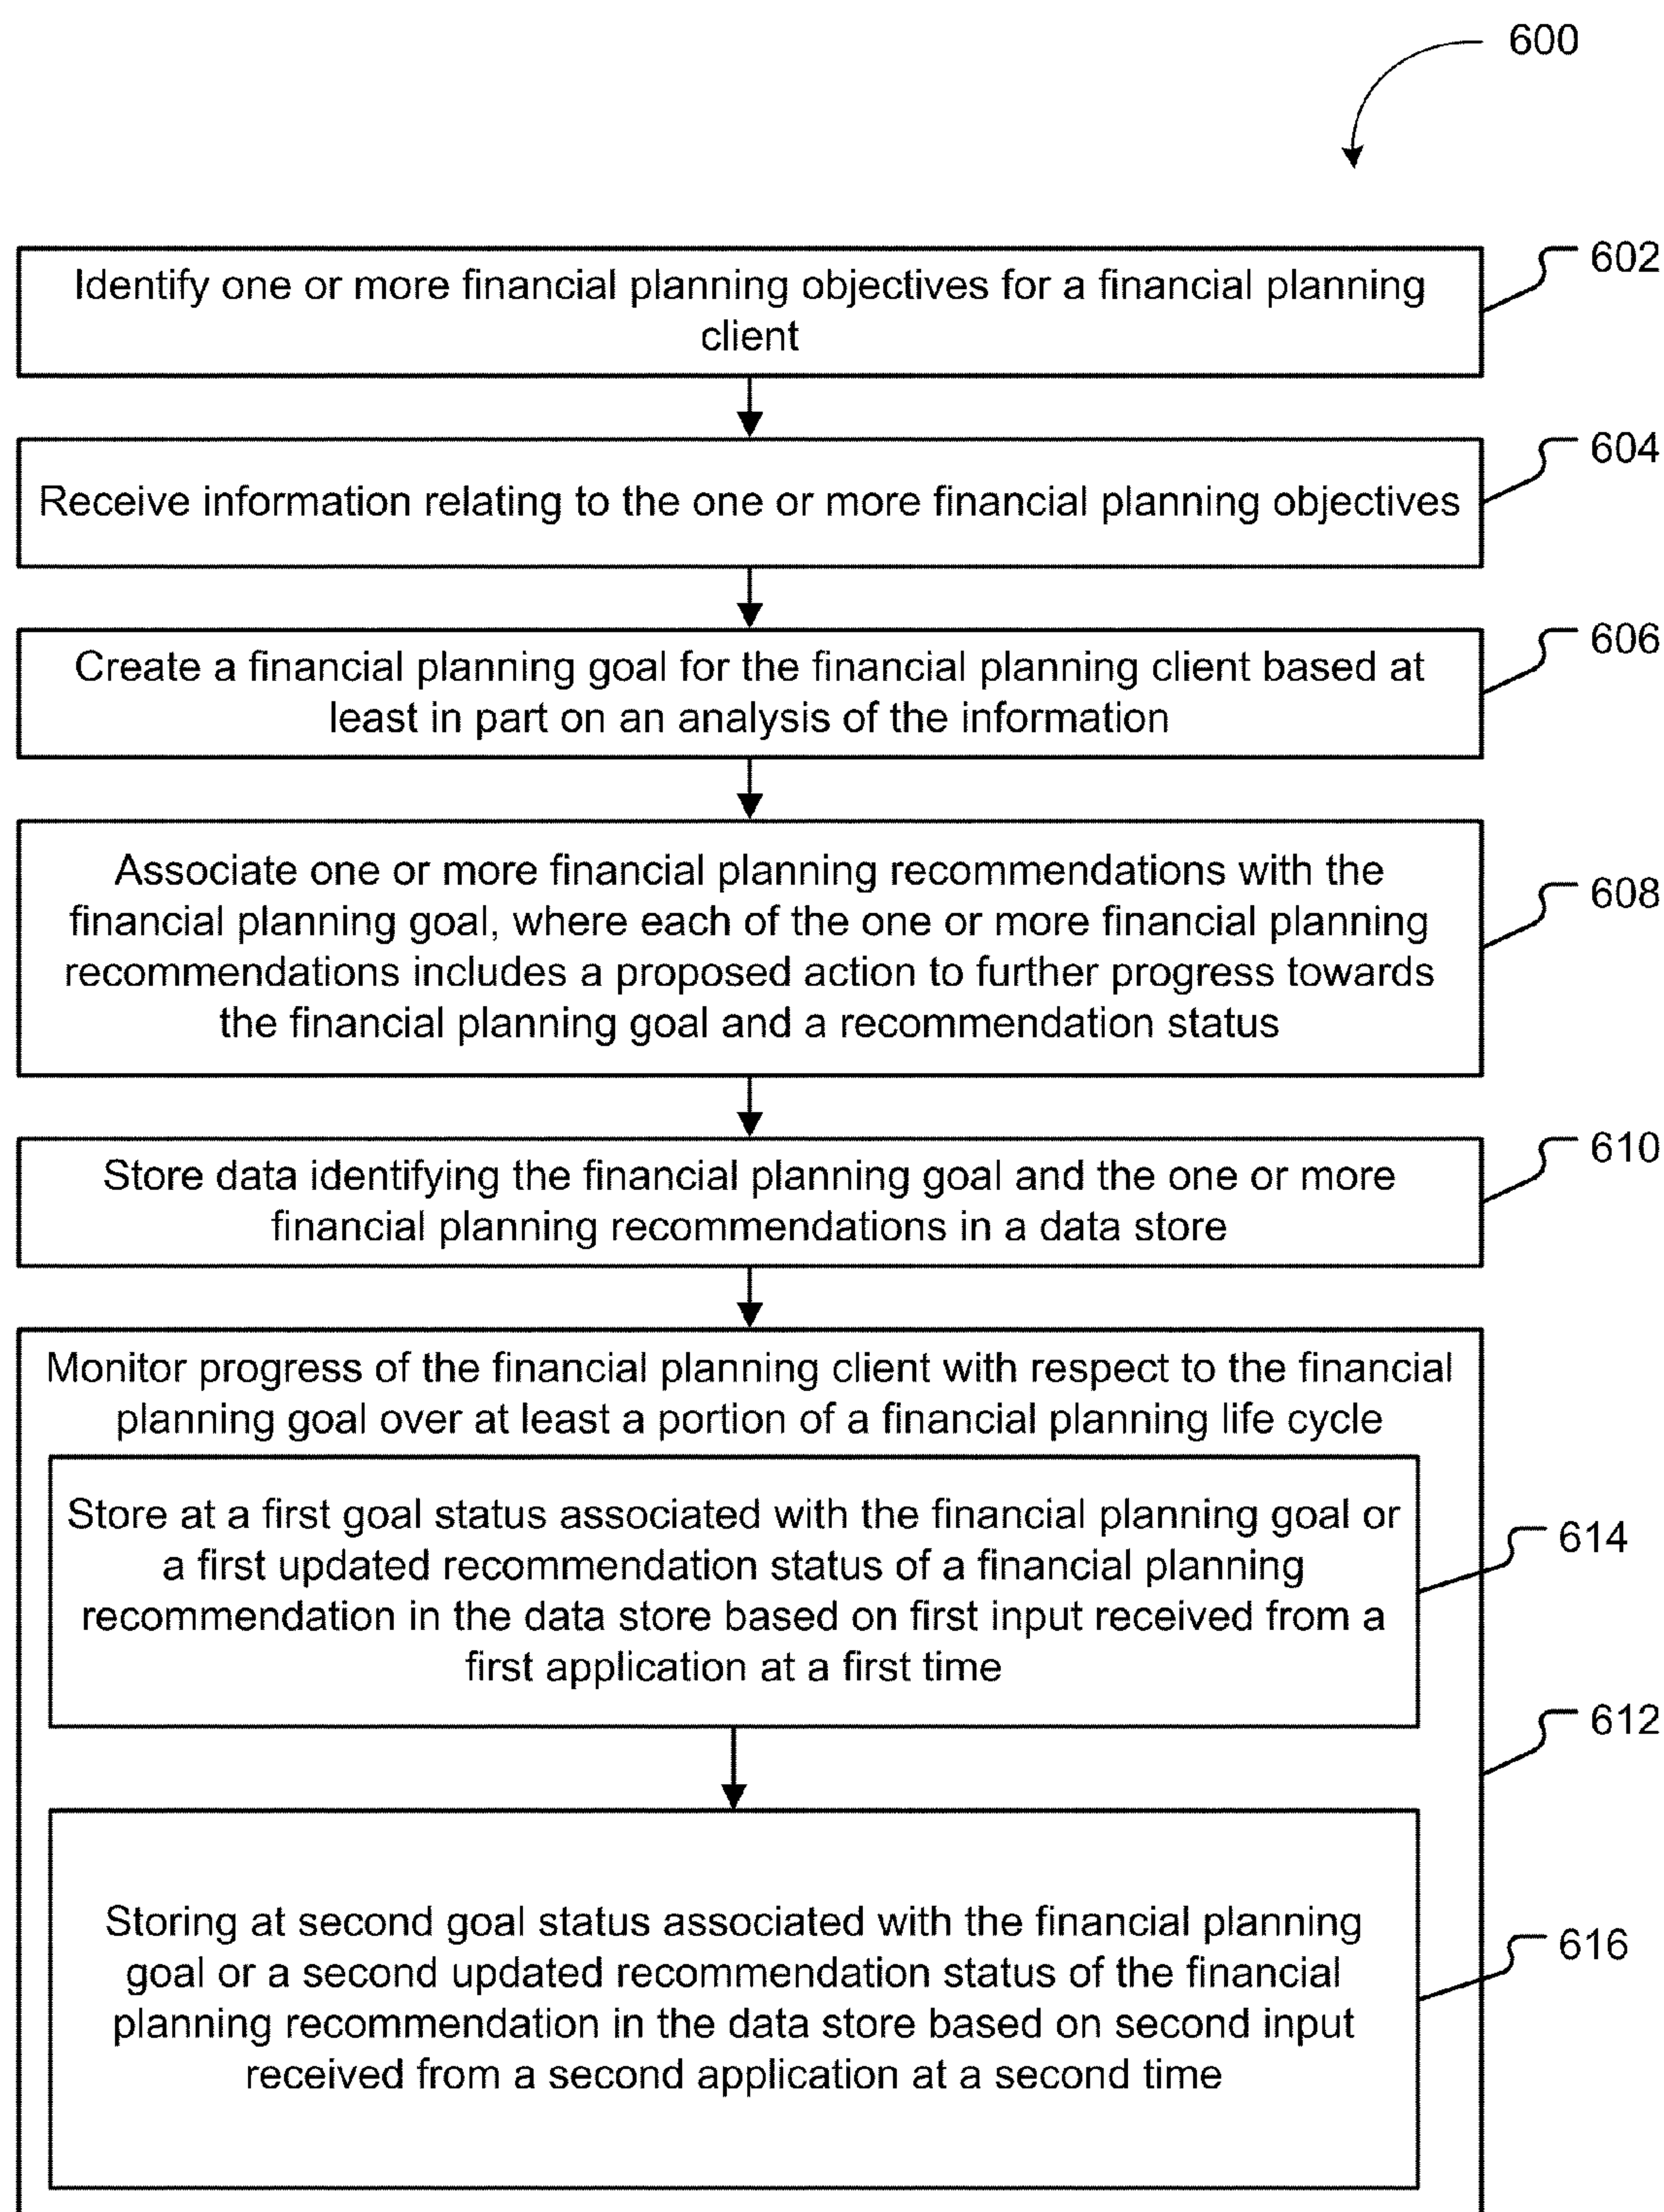 600
Identify one or more financial planning objectives for a financial planning
client
602
Receive information relating to the one or more financial planning objectives
604
Create a financial planning goal for the financial planning client based at
least in part on an analysis of the information
606
Associate one or more financial planning recommendations with the
financial planning goal, where each of the one or more financial planning
recommendations includes a proposed action to further progress towards
the financial planning goal and a recommendation status
608
Store data identifying the financial planning goal and the one or more
financial planning recommendations in a data store
610
Monitor progress of the financial planning client with respect to the financial
planning goal over at least a portion of a financial planning life cycle
Store at a first goal status associated with the financial planning goal or
a first updated recommendation status of a financial planning
recommendation in the data store based on first input received from a
first application at a first time
614
612
Storing at second goal status associated with the financial planning
goal or a second updated recommendation status of the financial
planning recommendation in the data store based on second input
received from a second application at a second time
616